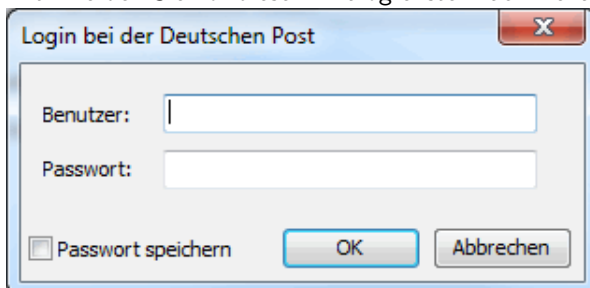 Login bei der Deutschen Post
Benutzer:
Passwort:
Passwort speichern
OK
Abbrechen